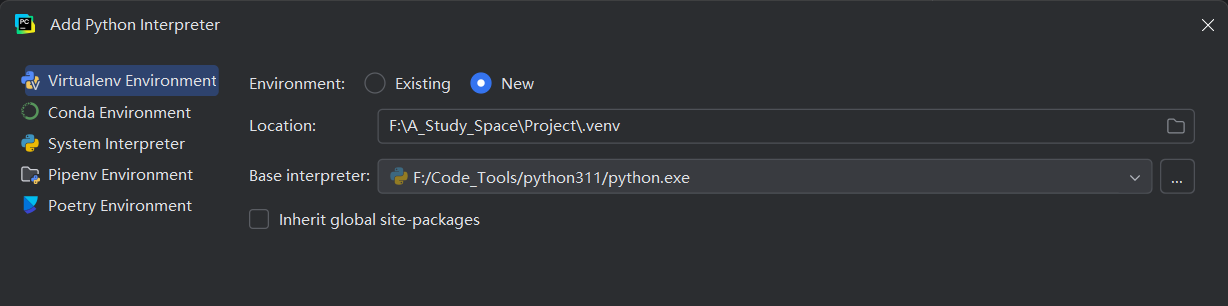 Add Python Interpreter
Virtualenv Environment
Conda Environment
System Interpreter
Pipenv Environment
Poetry Environment
Environment: Existing New
Location: F:\A_Study_Space\Project\.venv
Base interpreter: F:/Code_Tools/python311/python.exe ...
Inherit global site-packages